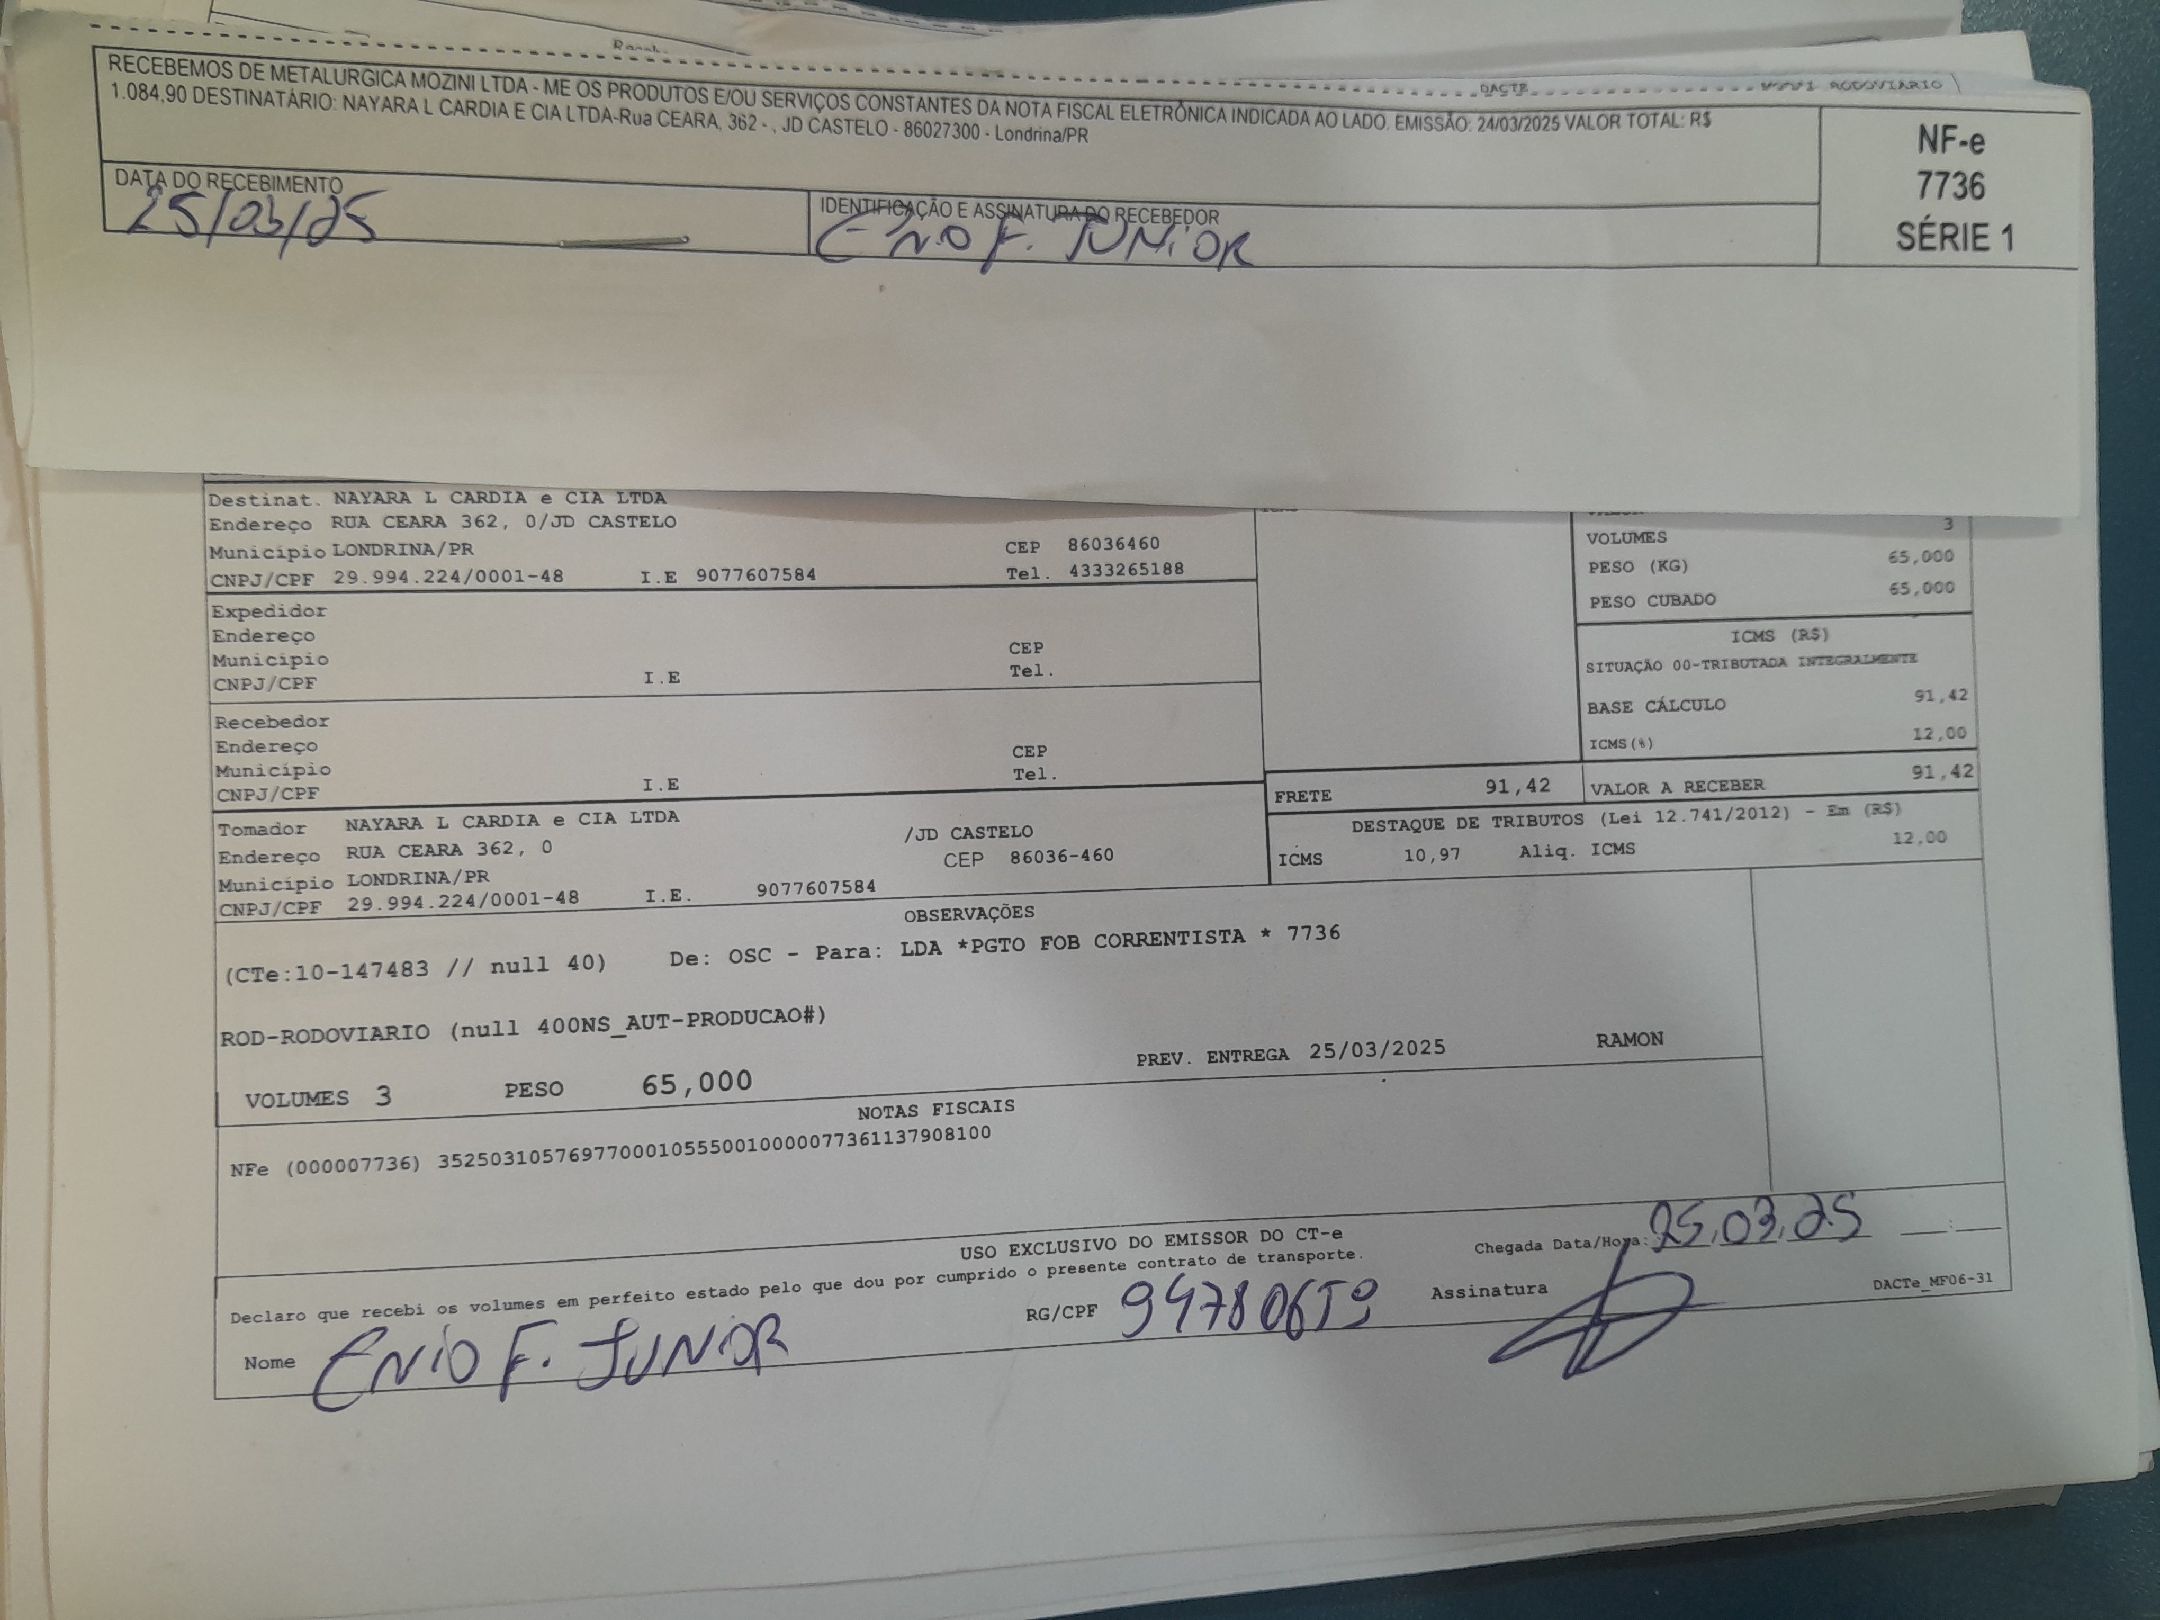 DACTE
RODOVIARIO
RECEBEMOS DE METALURGICA MOZINI LTDA - ME OS PRODUTOS E/OU SERVIÇOS CONSTANTES DA NOTA FISCAL ELETRÔNICA INDICADA AO LADO. EMISSÃO: 24/03/2025 VALOR TOTAL: R$
1.084,90 DESTINATÁRIO: NAYARA L CARDIA E CIA LTDA-Rua CEARA, 362 - , JD CASTELO - 86027300 - Londrina/PR
NF-e
7736
SÉRIE 1
DATA DO RECEBIMENTO
25/03/25
IDENTIFICAÇÃO E ASSINATURA DO RECEBEDOR
ENIO F. JUNIOR
Destinat. NAYARA L CARDIA e CIA LTDA
Endereço RUA CEARA 362, 0/JD CASTELO
Município LONDRINA/PR CEP 86036460
CNPJ/CPF 29.994.224/0001-48 I.E 9077607584 Tel. 4333265188
VOLUMES 3
PESO (KG) 65,000
PESO CUBADO 65,000
Expedidor
Endereço
Município CEP
CNPJ/CPF I.E Tel.
ICMS (R$)
SITUAÇÃO 00-TRIBUTADA INTEGRALMENTE
BASE CÁLCULO 91,42
ICMS(%) 12,00
Recebedor
Endereço
Município CEP
CNPJ/CPF I.E Tel.
FRETE 91,42 VALOR A RECEBER 91,42
Tomador NAYARA L CARDIA e CIA LTDA
Endereço RUA CEARA 362, 0 /JD CASTELO
Município LONDRINA/PR CEP 86036-460
CNPJ/CPF 29.994.224/0001-48 I.E. 9077607584
DESTAQUE DE TRIBUTOS (Lei 12.741/2012) - Em (R$)
ICMS 10,97 Aliq. ICMS 12,00
OBSERVAÇÕES
(CTe:10-147483 // null 40) De: OSC - Para: LDA *PGTO FOB CORRENTISTA * 7736
ROD-RODOVIARIO (null 400NS_AUT-PRODUCAO#)
PREV. ENTREGA 25/03/2025 RAMON
VOLUMES 3 PESO 65,000
NOTAS FISCAIS
NFe (000007736) 35250310576977000105550010000077361137908100
USO EXCLUSIVO DO EMISSOR DO CT-e
Chegada Data/Hora: 25.03.25 __:__
Declaro que recebi os volumes em perfeito estado pelo que dou por cumprido o presente contrato de transporte.
Nome ENIO F. JUNIOR RG/CPF 94780659 Assinatura
DACTe_MF06-31